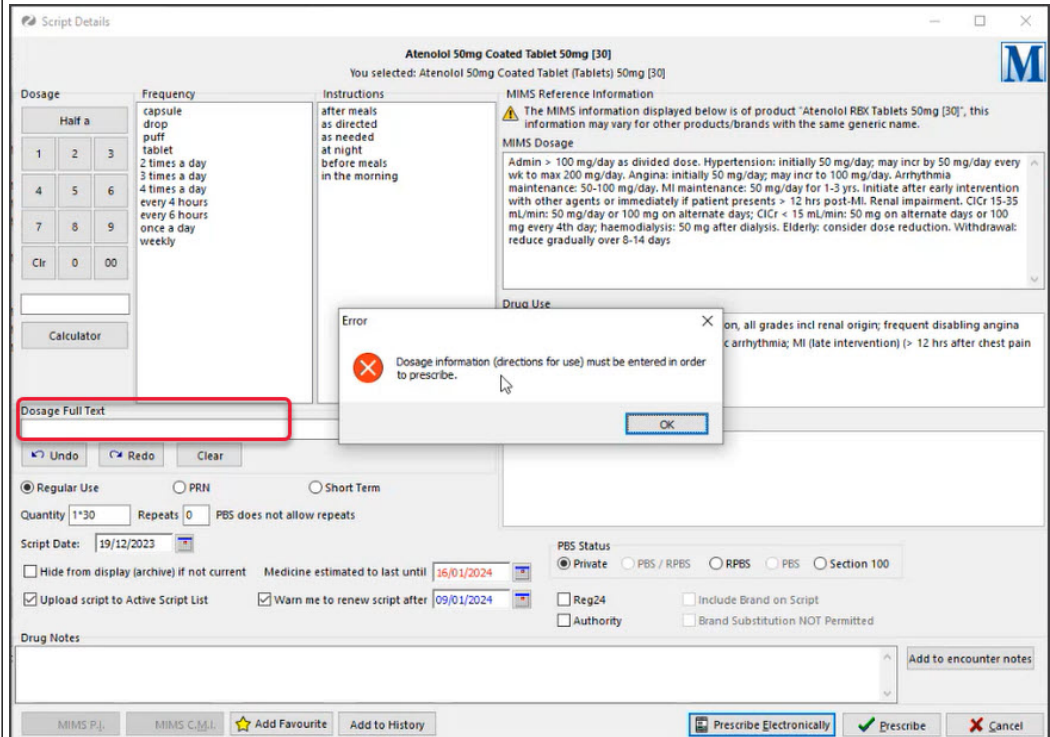 Script Details
Atenolol 50mg Coated Tablet 50mg [30]
You selected: Atenolol 50mg Coated Tablet (Tablets) 50mg [30]
M
Dosage
Half a
1 2 3
4 5 6
7 8 9
Clr 0 00
Calculator
Frequency
capsule
drop
puff
tablet
2 times a day
3 times a day
4 times a day
every 4 hours
every 6 hours
once a day
weekly
Instructions
after meals
as directed
as needed
at night
before meals
in the morning
MIMS Reference Information
The MIMS information displayed below is of product "Atenolol RBX Tablets 50mg [30]", this
information may vary for other products/brands with the same generic name.
MIMS Dosage
Admin > 100 mg/day as divided dose. Hypertension: initially 50 mg/day; may incr by 50 mg/day every
wk to max 200 mg/day. Angina: initially 50 mg/day; may incr to 100 mg/day. Arrhythmia
maintenance: 50-100 mg/day. MI maintenance: 50 mg/day for 1-3 yrs. Initiate after early intervention
with other agents or immediately if patient presents > 12 hrs post-MI. Renal impairment. ClCr 15-35
mL/min: 50 mg/day or 100 mg on alternate days; ClCr < 15 mL/min: 50 mg on alternate days or 100
mg every 4th day; haemodialysis: 50 mg after dialysis. Elderly: consider dose reduction. Withdrawal:
reduce gradually over 8-14 days
Drug Use
on, all grades incl renal origin; frequent disabling angina
c arrhythmia; MI (late intervention) (> 12 hrs after chest pain
Error
Dosage information (directions for use) must be entered in order
to prescribe.
OK
Dosage Full Text
Undo Redo Clear
Regular Use PRN Short Term
Quantity 1*30 Repeats 0 PBS does not allow repeats
Script Date: 19/12/2023
Hide from display (archive) if not current Medicine estimated to last until 16/01/2024
Upload script to Active Script List Warn me to renew script after 09/01/2024
PBS Status
Private PBS / RPBS RPBS PBS Section 100
Reg24 Include Brand on Script
Authority Brand Substitution NOT Permitted
Drug Notes
Add to encounter notes
MIMS P.I. MIMS C.M.I. Add Favourite Add to History Prescribe Electronically Prescribe Cancel